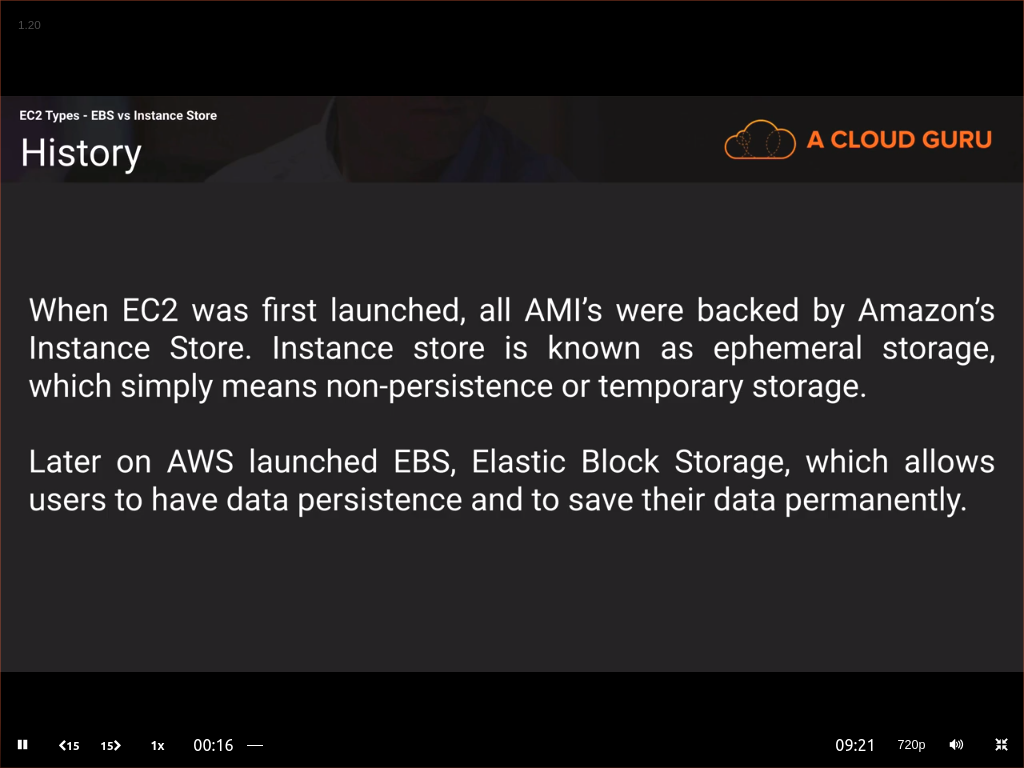 1.20
EC2 Types - EBS vs Instance Store
History
A CLOUD GURU
When EC2 was first launched, all AMI’s were backed by Amazon’s
Instance Store. Instance store is known as ephemeral storage,
which simply means non-persistence or temporary storage.
Later on AWS launched EBS, Elastic Block Storage, which allows
users to have data persistence and to save their data permanently.
15 15 1x 00:16 09:21 720p